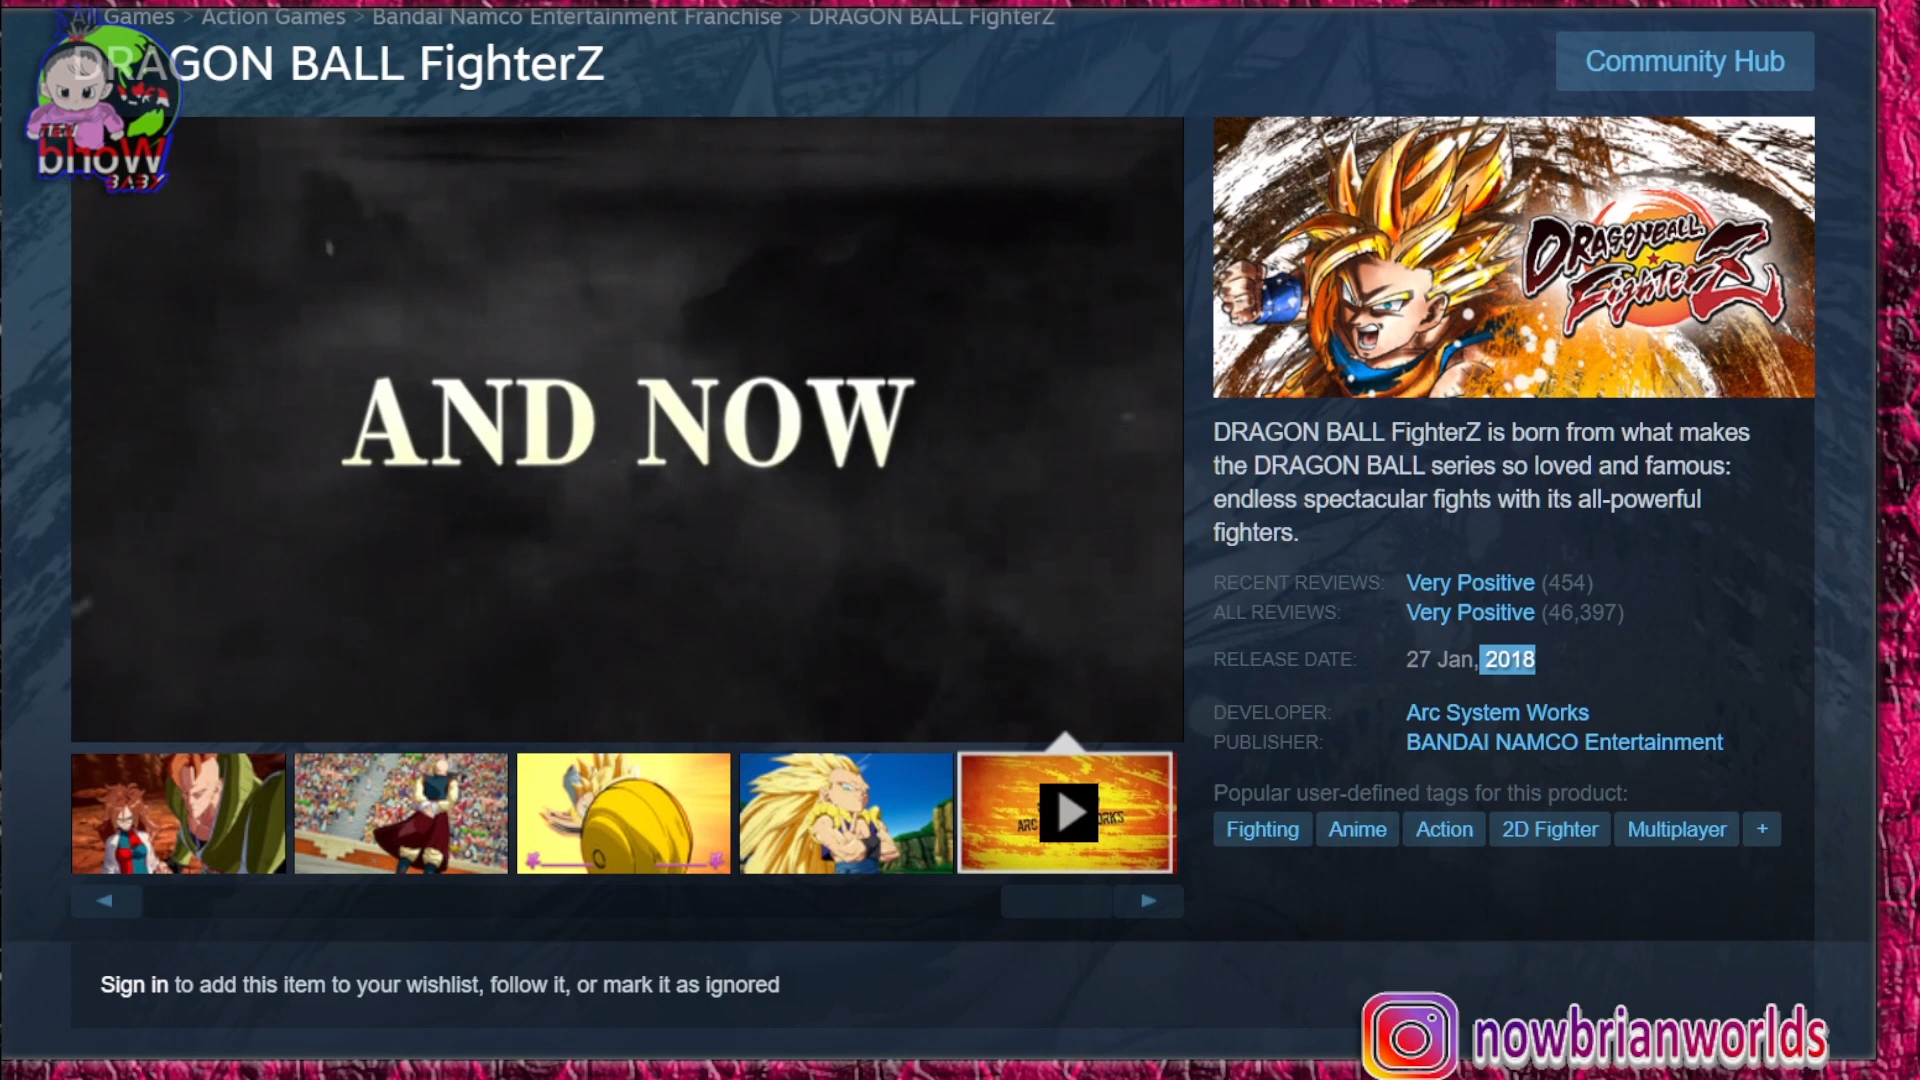 All Games > Action Games > Bandai Namco Entertainment Franchise > DRAGON BALL FighterZ
DRAGON BALL FighterZ
Community Hub
bhoW
BABY
AND NOW
DRAGONBALL
FighterZ
DRAGON BALL FighterZ is born from what makes
the DRAGON BALL series so loved and famous:
endless spectacular fights with its all-powerful
fighters.
RECENT REVIEWS: Very Positive (454)
ALL REVIEWS: Very Positive (46,397)
RELEASE DATE: 27 Jan, 2018
DEVELOPER: Arc System Works
PUBLISHER: BANDAI NAMCO Entertainment
Popular user-defined tags for this product:
Fighting Anime Action 2D Fighter Multiplayer +
ARC
Sign in to add this item to your wishlist, follow it, or mark it as ignored
nowbrianworlds